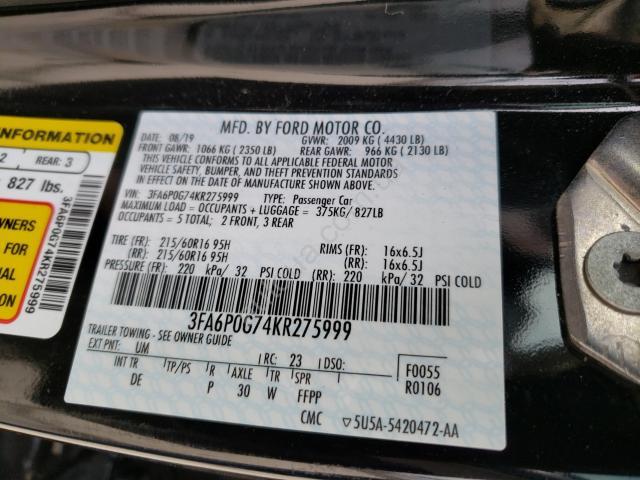 MFD. BY FORD MOTOR CO.
DATE: 08/19 GVWR: 2009 KG ( 4430 LB)
FRONT GAWR: 1066 KG ( 2350 LB) REAR GAWR: 966 KG ( 2130 LB)
THIS VEHICLE CONFORMS TO ALL APPLICABLE FEDERAL MOTOR
VEHICLE SAFETY, BUMPER, AND THEFT PREVENTION STANDARDS
IN EFFECT ON THE DATE OF MANUFACTURE SHOWN ABOVE.
VIN: 3FA6P0G74KR275999 TYPE: Passenger Car
MAXIMUM LOAD = OCCUPANTS + LUGGAGE = 375KG/ 827LB
OCCUPANTS = 5 TOTAL: 2 FRONT, 3 REAR
TIRE (FR): 215/60R16 95H RIMS (FR): 16x6.5J
(RR): 215/60R16 95H (RR): 16x6.5J
PRESSURE (FR): 220 kPa/ 32 PSI COLD (RR): 220 kPa/ 32 PSI COLD
3FA6P0G74KR275999
TRAILER TOWING - SEE OWNER GUIDE
EXT PNT: UM RC: 23 DSO: F0055
INT TR TP/PS R AXLE TR SPR R0106
DE P 30 W FFPP
CMC ▽5U5A-5420472-AA
INFORMATION
2 REAR: 3
827 lbs.
WNERS
FOR
NAL
ON
3FA6P0G74KR275999